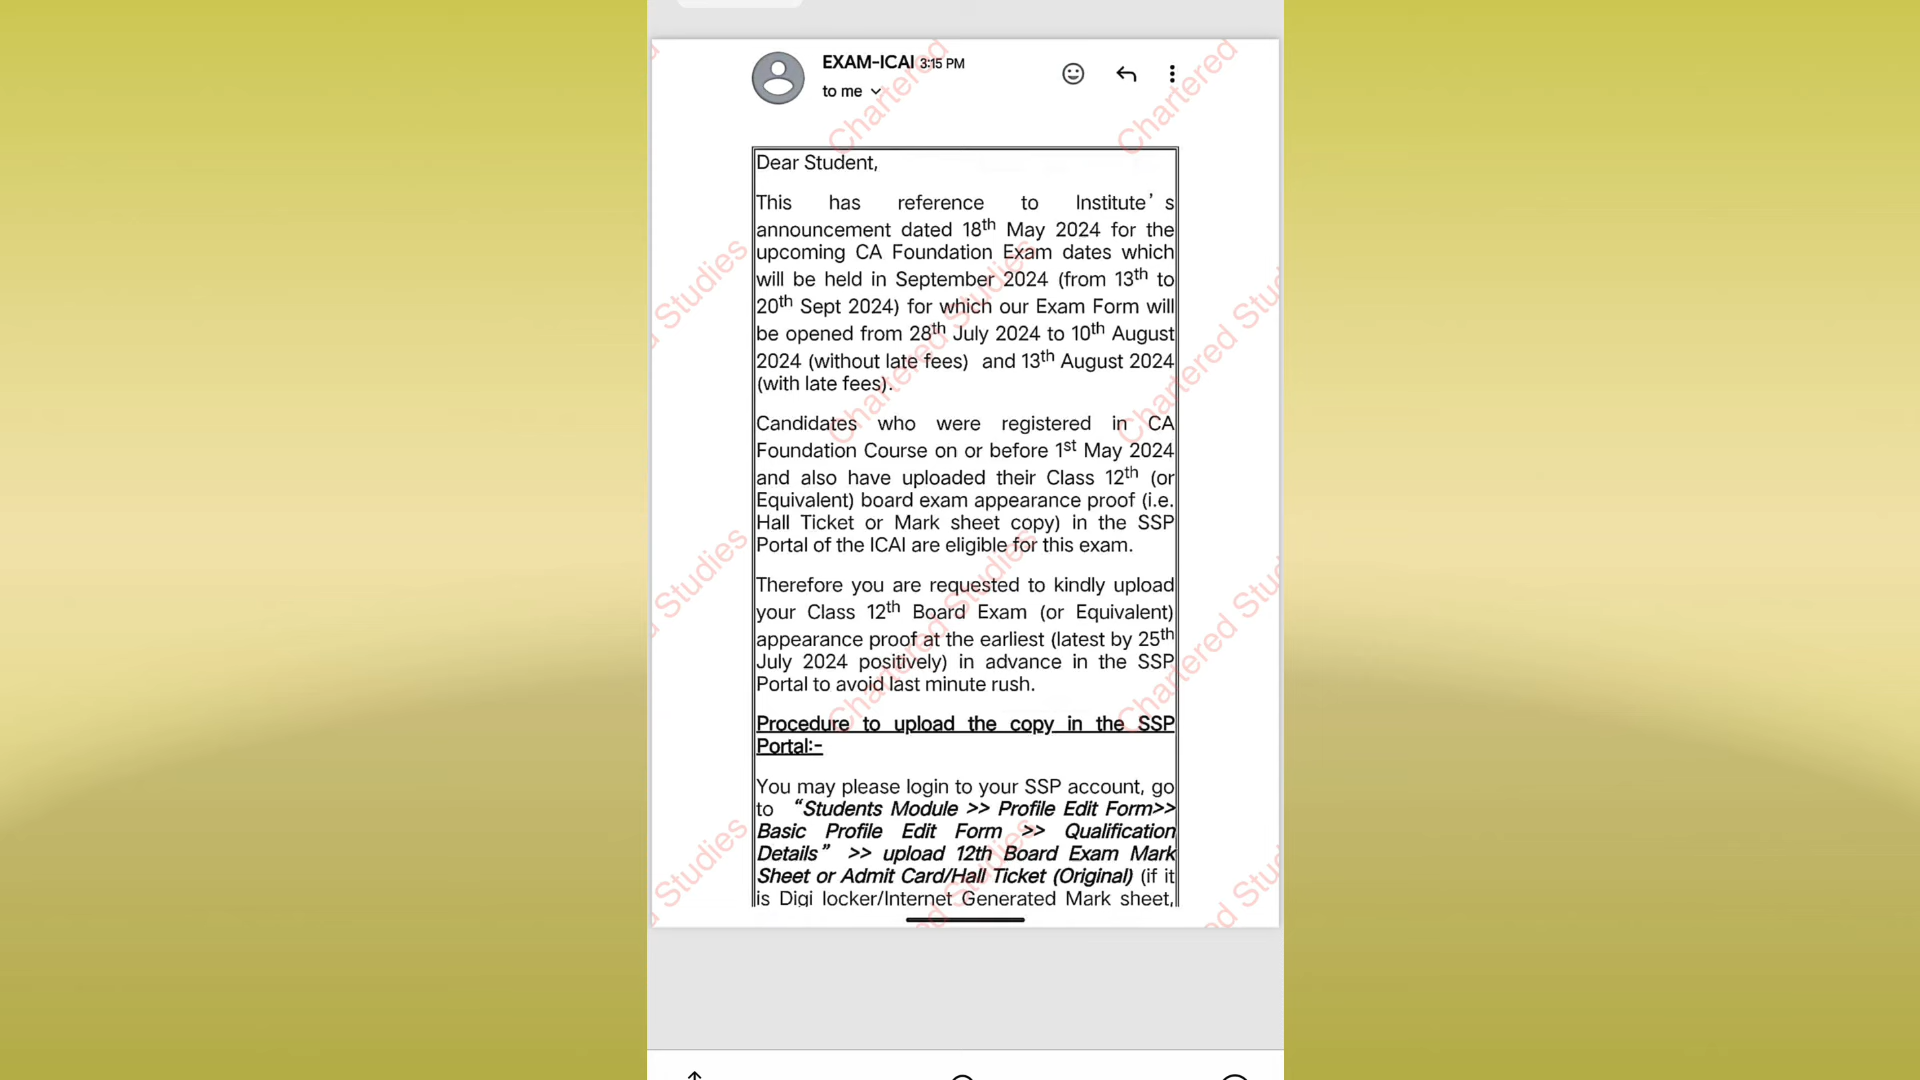 EXAM-ICAI 3:15 PM
to me
Dear Student,
This has reference to Institute’ s
announcement dated 18th May 2024 for the
upcoming CA Foundation Exam dates which
will be held in September 2024 (from 13th to
20th Sept 2024) for which our Exam Form will
be opened from 28th July 2024 to 10th August
2024 (without late fees) and 13th August 2024
(with late fees).
Candidates who were registered in CA
Foundation Course on or before 1st May 2024
and also have uploaded their Class 12th (or
Equivalent) board exam appearance proof (i.e.
Hall Ticket or Mark sheet copy) in the SSP
Portal of the ICAI are eligible for this exam.
Therefore you are requested to kindly upload
your Class 12th Board Exam (or Equivalent)
appearance proof at the earliest (latest by 25th
July 2024 positively) in advance in the SSP
Portal to avoid last minute rush.
Procedure to upload the copy in the SSP
Portal:-
You may please login to your SSP account, go
to “Students Module >> Profile Edit Form>>
Basic Profile Edit Form >> Qualification
Details” >> upload 12th Board Exam Mark
Sheet or Admit Card/Hall Ticket (Original) (if it
is Digi locker/Internet Generated Mark sheet,
Chartered Studies